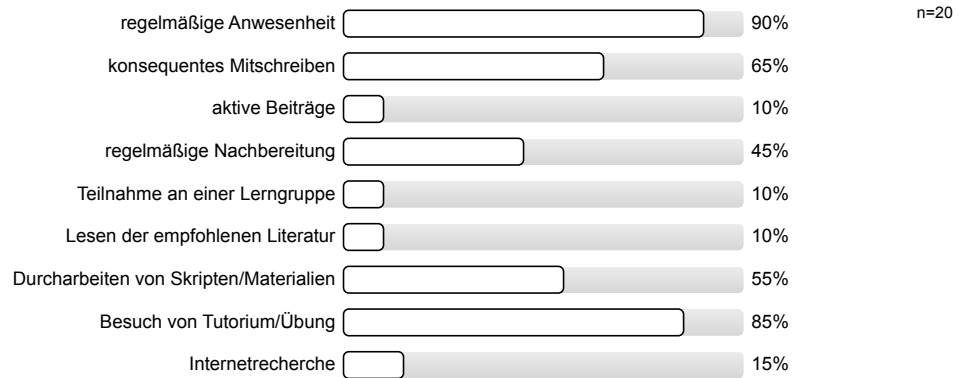 n=20
regelmäßige Anwesenheit 90%
konsequentes Mitschreiben 65%
aktive Beiträge 10%
regelmäßige Nachbereitung 45%
Teilnahme an einer Lerngruppe 10%
Lesen der empfohlenen Literatur 10%
Durcharbeiten von Skripten/Materialien 55%
Besuch von Tutorium/Übung 85%
Internetrecherche 15%